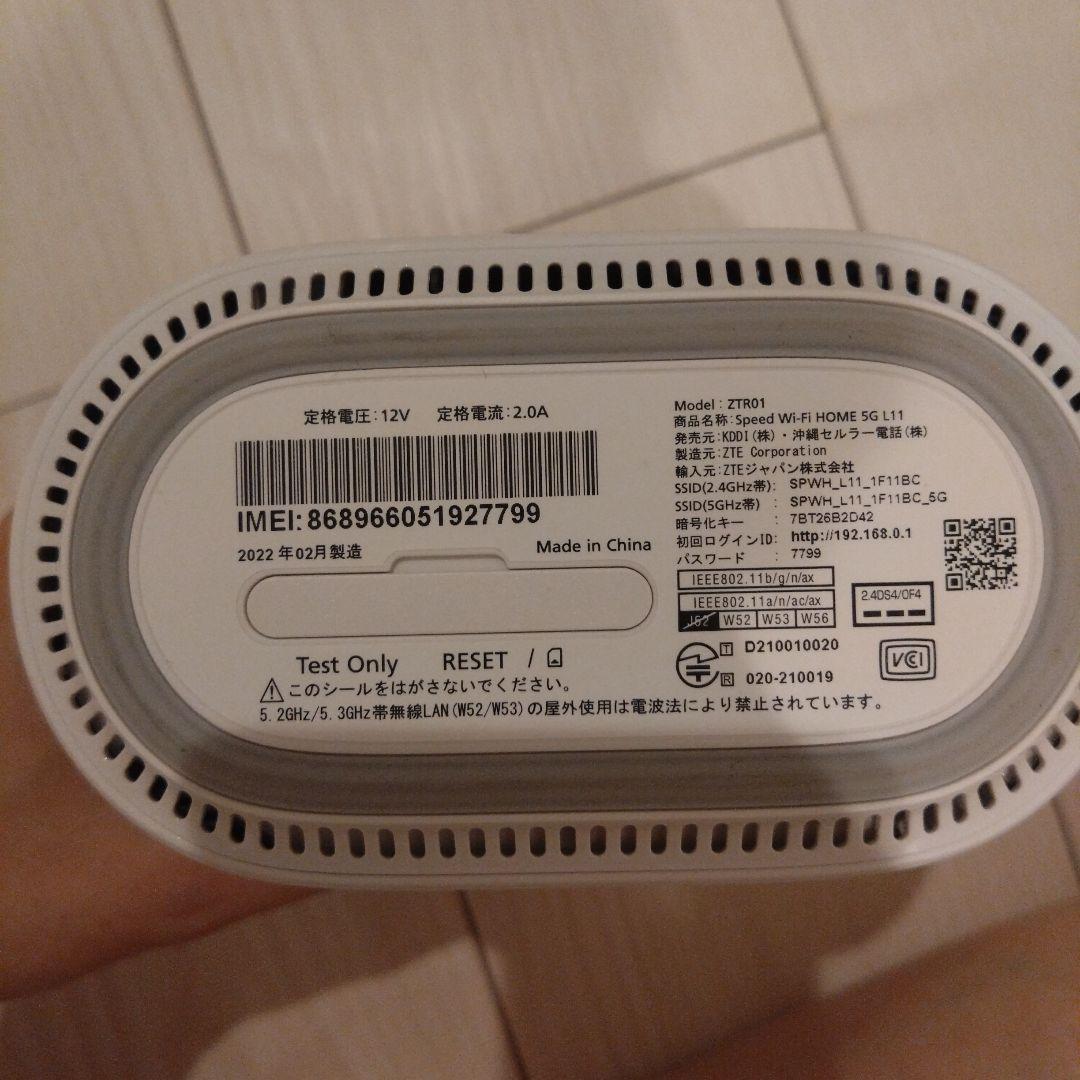 定格電圧:12V 定格電流:2.0A
IMEI: 868966051927799
2022年02月製造 Made in China
Test Only RESET /
⚠このシールをはがさないでください。
5.2GHz/5.3GHz帯無線LAN(W52/W53)の屋外使用は電波法により禁止されています。
Model : ZTR01
商品名称:Speed Wi-Fi HOME 5G L11
発売元:KDDI(株)・沖縄セルラー電話(株)
製造元:ZTE Corporation
輸入元:ZTEジャパン株式会社
SSID(2.4GHz帯): SPWH_L11_1F11BC
SSID(5GHz帯) : SPWH_L11_1F11BC_5G
暗号化キー : 7BT26B2D42
初回ログインID: http://192.168.0.1
パスワード : 7799
IEEE802.11b/g/n/ax
IEEE802.11a/n/ac/ax
J52 W52 W53 W56
2.4DS4/OF4
T D210010020
R 020-210019
VCCI